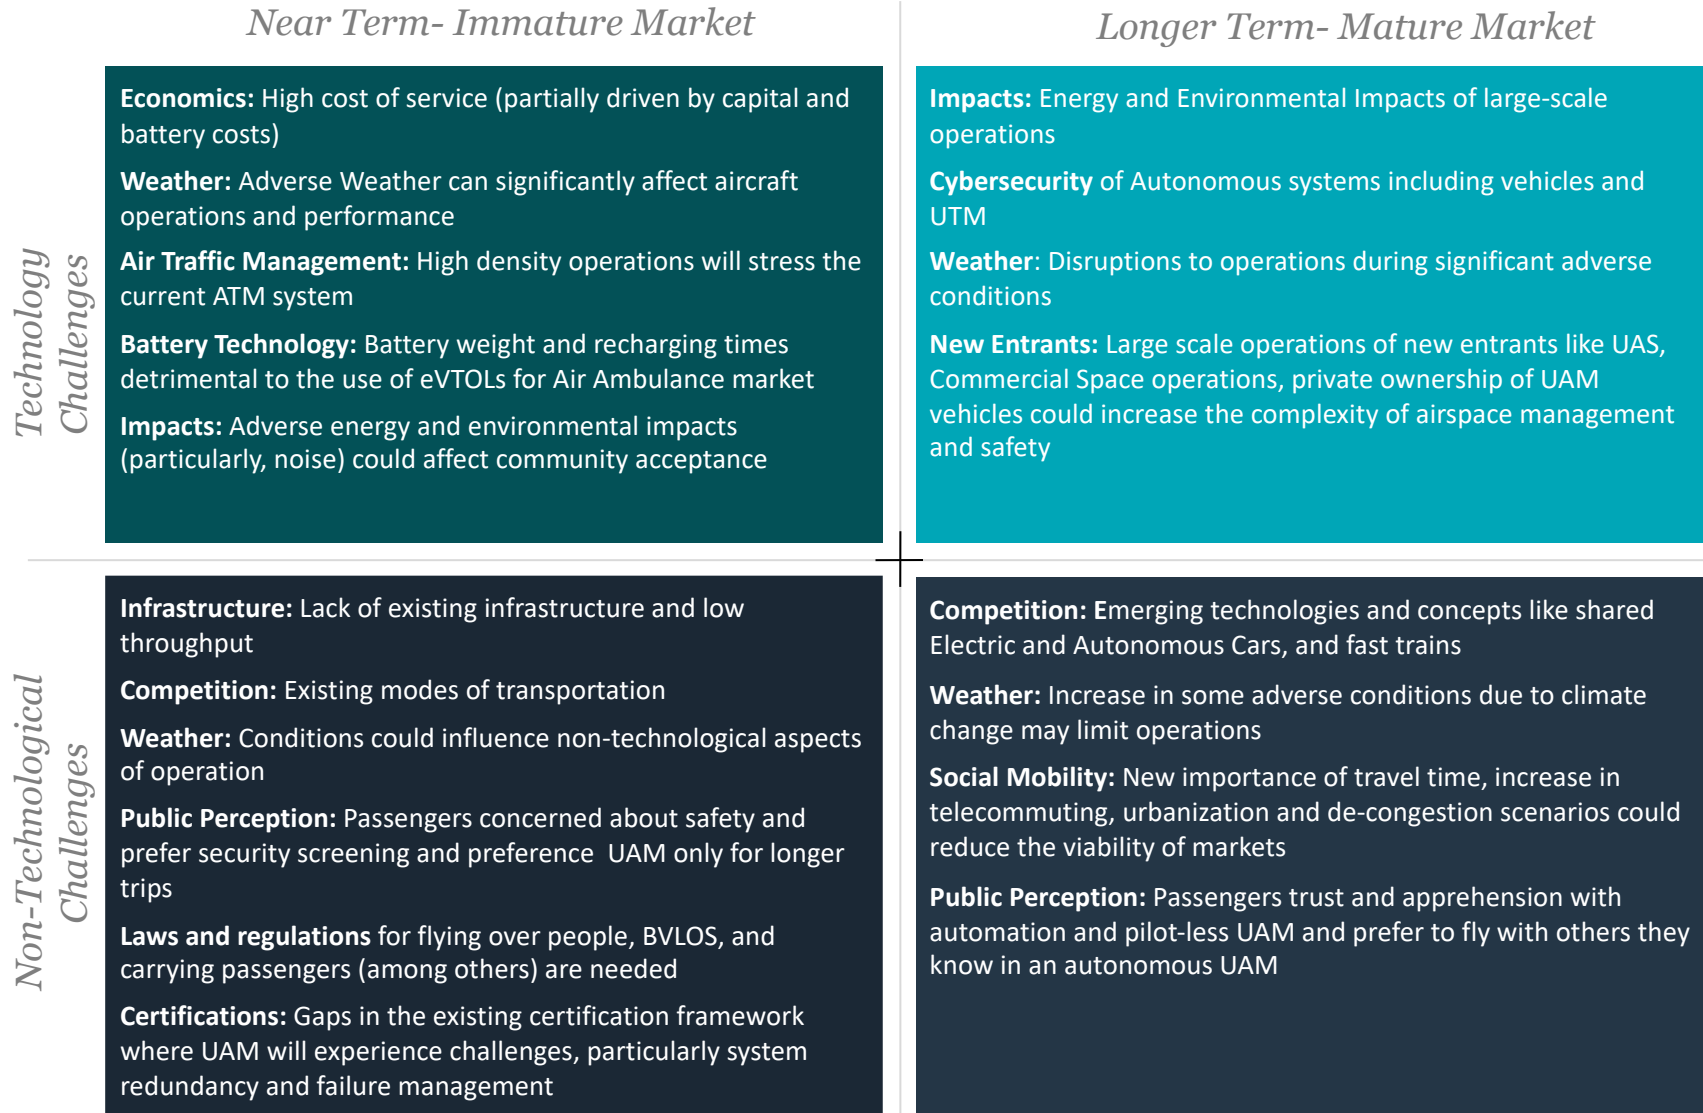 Near Term- Immature Market
Longer Term- Mature Market
Technology
Challenges
Economics: High cost of service (partially driven by capital and
battery costs)
Weather: Adverse Weather can significantly affect aircraft
operations and performance
Air Traffic Management: High density operations will stress the
current ATM system
Battery Technology: Battery weight and recharging times
detrimental to the use of eVTOLs for Air Ambulance market
Impacts: Adverse energy and environmental impacts
(particularly, noise) could affect community acceptance
Impacts: Energy and Environmental Impacts of large-scale
operations
Cybersecurity of Autonomous systems including vehicles and
UTM
Weather: Disruptions to operations during significant adverse
conditions
New Entrants: Large scale operations of new entrants like UAS,
Commercial Space operations, private ownership of UAM
vehicles could increase the complexity of airspace management
and safety
Non-Technological
Challenges
Infrastructure: Lack of existing infrastructure and low
throughput
Competition: Existing modes of transportation
Weather: Conditions could influence non-technological aspects
of operation
Public Perception: Passengers concerned about safety and
prefer security screening and preference  UAM only for longer
trips
Laws and regulations for flying over people, BVLOS, and
carrying passengers (among others) are needed
Certifications: Gaps in the existing certification framework
where UAM will experience challenges, particularly system
redundancy and failure management
Competition: Emerging technologies and concepts like shared
Electric and Autonomous Cars, and fast trains
Weather: Increase in some adverse conditions due to climate
change may limit operations
Social Mobility: New importance of travel time, increase in
telecommuting, urbanization and de-congestion scenarios could
reduce the viability of markets
Public Perception: Passengers trust and apprehension with
automation and pilot-less UAM and prefer to fly with others they
know in an autonomous UAM